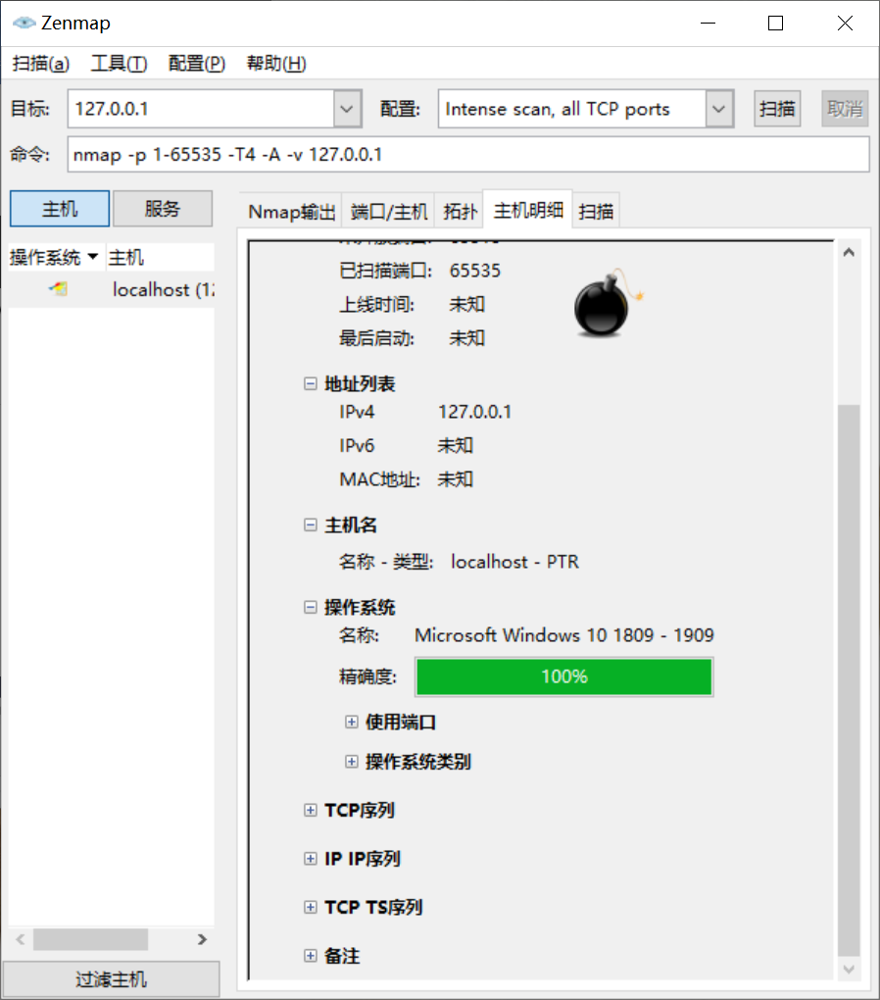 Zenmap
扫描(a) 工具(T) 配置(P) 帮助(H)
目标: 127.0.0.1 配置: Intense scan, all TCP ports 扫描 取消
命令: nmap -p 1-65535 -T4 -A -v 127.0.0.1
主机 服务 Nmap输出 端口/主机 拓扑 主机明细 扫描
操作系统 主机
localhost (12
已扫描端口: 65535
上线时间: 未知
最后启动: 未知
地址列表
IPv4 127.0.0.1
IPv6 未知
MAC地址: 未知
主机名
名称 - 类型: localhost - PTR
操作系统
名称: Microsoft Windows 10 1809 - 1909
精确度: 100%
使用端口
操作系统类别
TCP序列
IP IP序列
TCP TS序列
备注
过滤主机